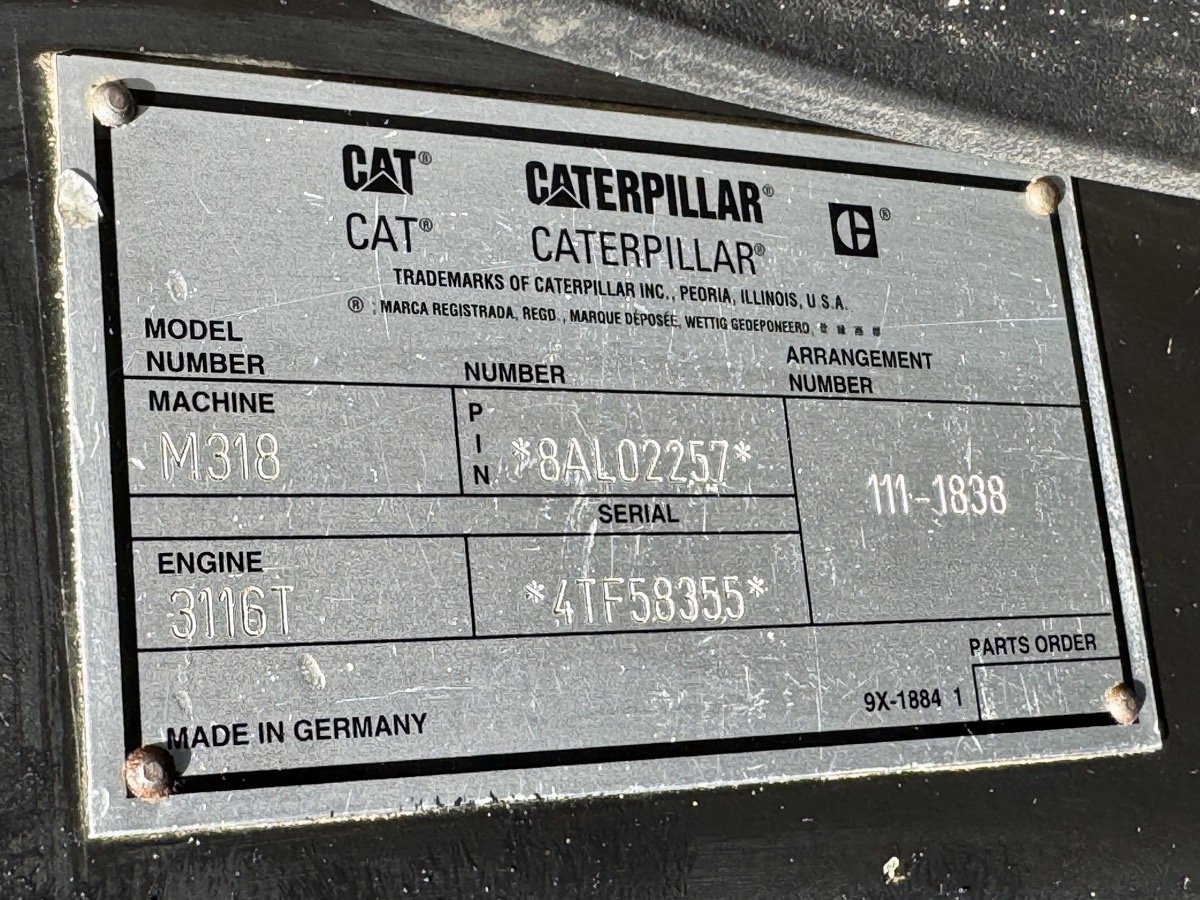 CAT® CATERPILLAR® ®
CAT® CATERPILLAR®
TRADEMARKS OF CATERPILLAR INC., PEORIA, ILLINOIS, U S A.
® : MARCA REGISTRADA, REGD., MARQUE DÉPOSÉE, WETTIG GEDEPONEERD,
MODEL
NUMBER
NUMBER
ARRANGEMENT
NUMBER
MACHINE
M318
PIN
*8AL02257*
111-1838
SERIAL
ENGINE
3116T
*4TF58355*
PARTS ORDER
9X-1884 1
MADE IN GERMANY